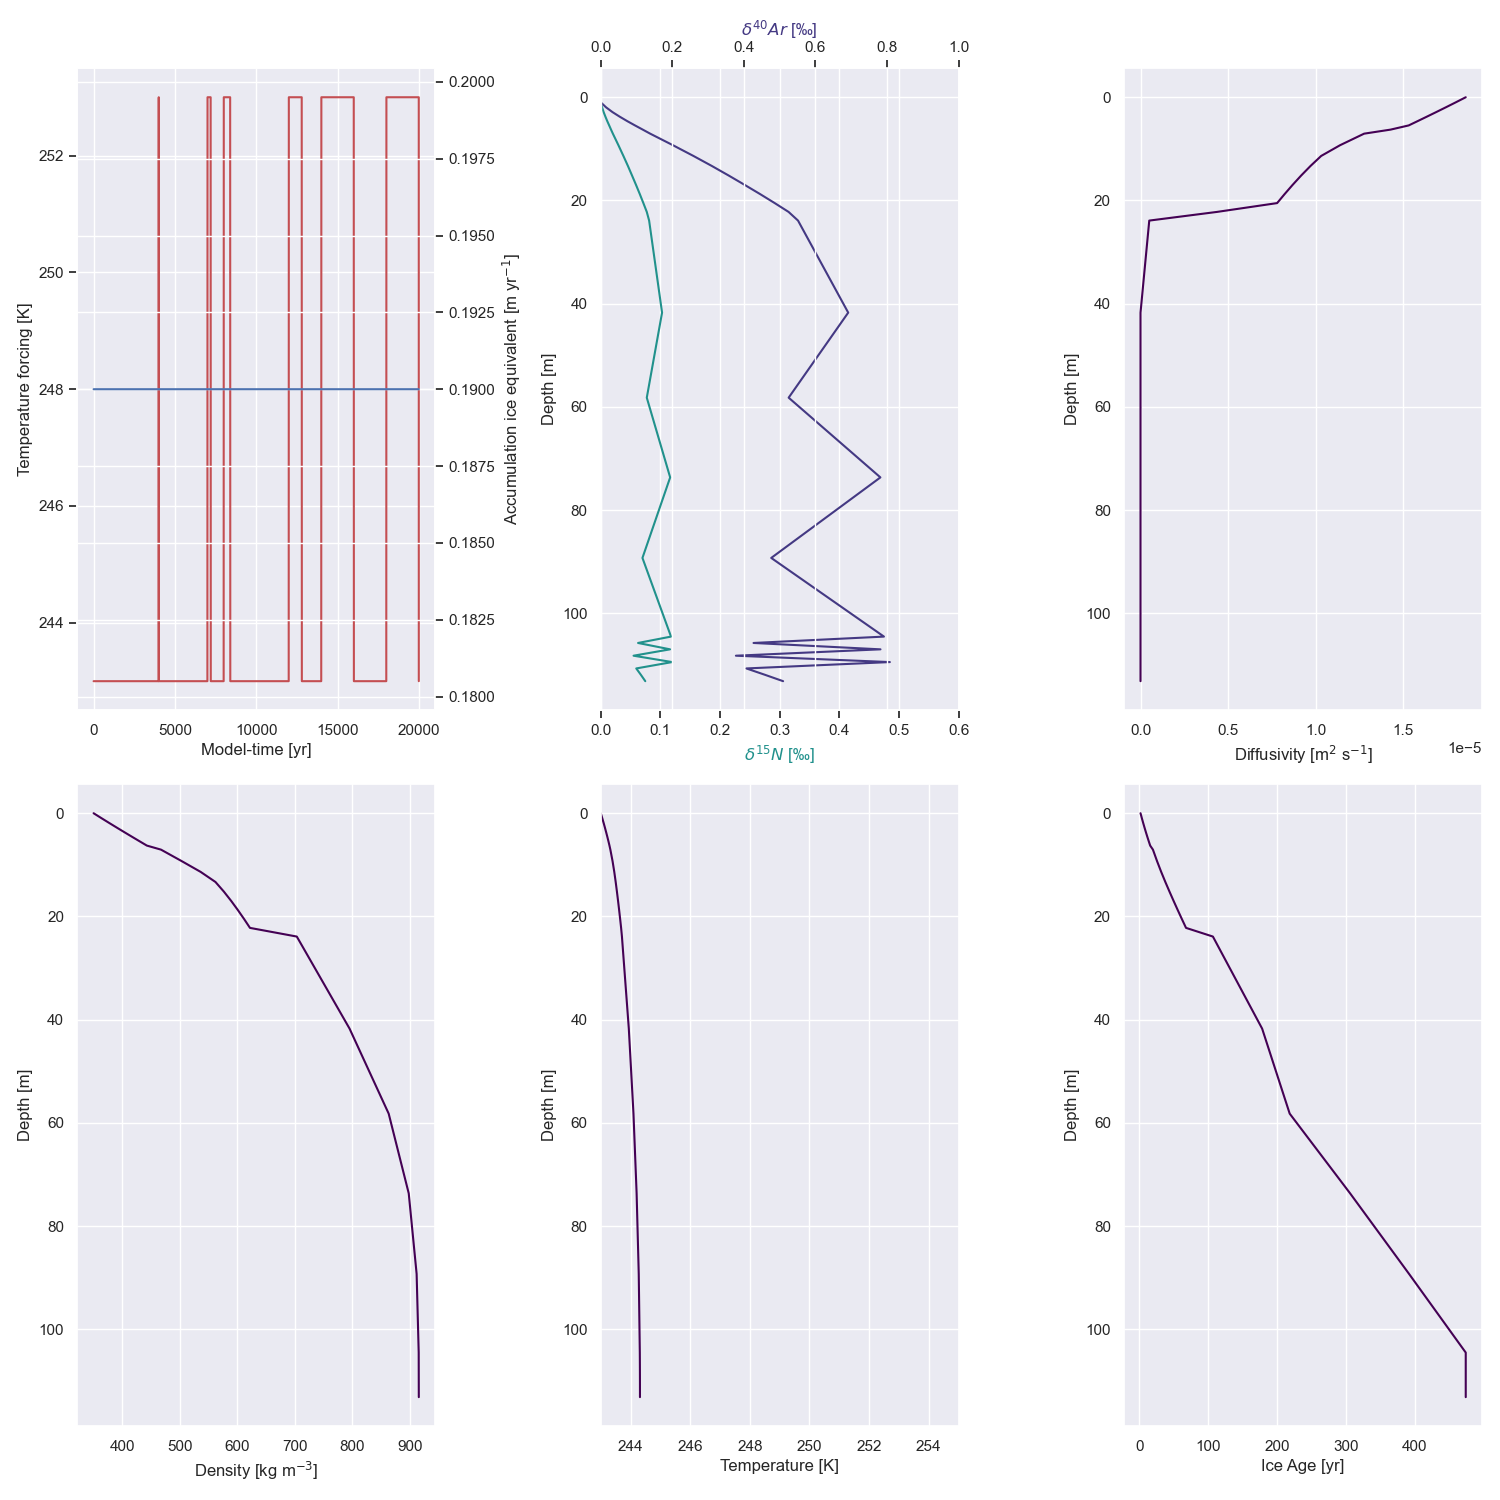 δ⁴⁰Ar [‰]
0.0 0.2 0.4 0.6 0.8 1.0
252
250
248
246
244
Temperature forcing [K]
0 5000 10000 15000 20000
Model-time [yr]
0.2000
0.1975
0.1950
0.1925
0.1900
0.1875
0.1850
0.1825
0.1800
Accumulation ice equivalent [m yr⁻¹]
0
20
40
60
80
100
Depth [m]
0.0 0.1 0.2 0.3 0.4 0.5 0.6
δ¹⁵N [‰]
0
20
40
60
80
100
Depth [m]
0.0 0.5 1.0 1.5
1e−5
Diffusivity [m² s⁻¹]
0
20
40
60
80
100
Depth [m]
400 500 600 700 800 900
Density [kg m⁻³]
0
20
40
60
80
100
Depth [m]
244 246 248 250 252 254
Temperature [K]
0
20
40
60
80
100
Depth [m]
0 100 200 300 400
Ice Age [yr]